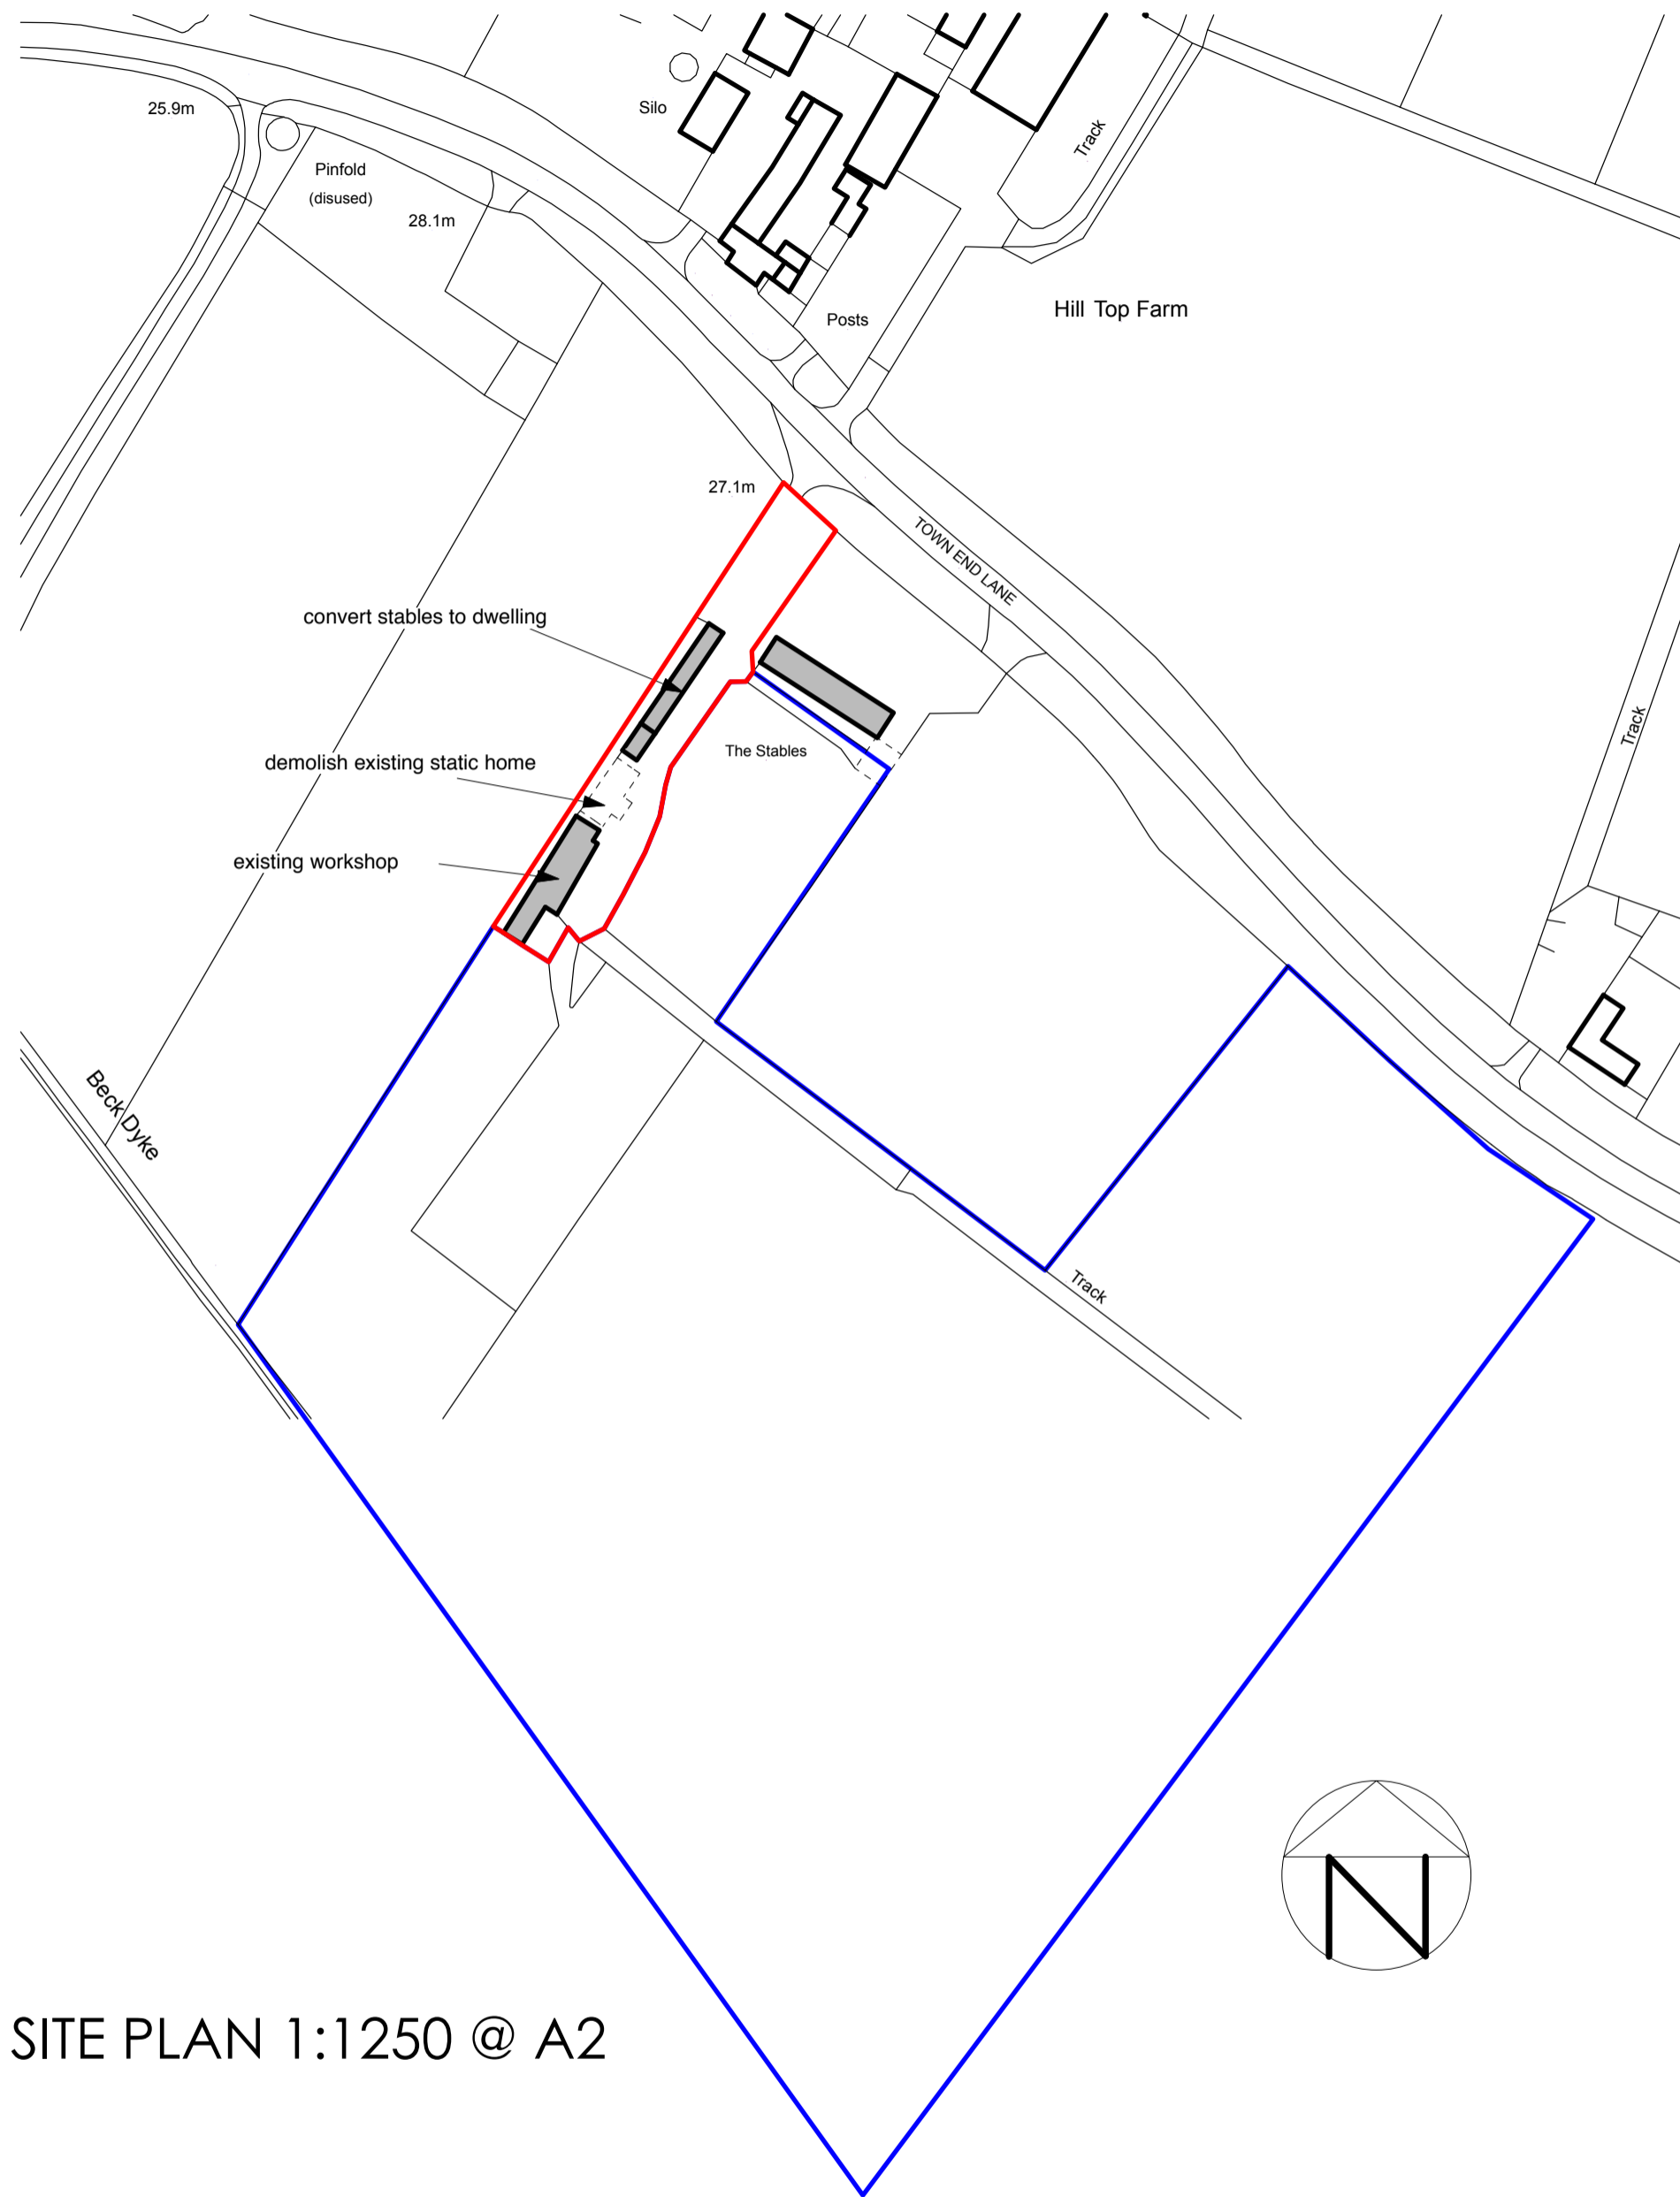 25.9m
Silo
Track
Pinfold
(disused)
28.1m
Hill Top Farm
Posts
27.1m
TOWN END LANE
convert stables to dwelling
Track
The Stables
demolish existing static home
existing workshop
Beck Dyke
Track
N
SITE PLAN 1:1250 @ A2